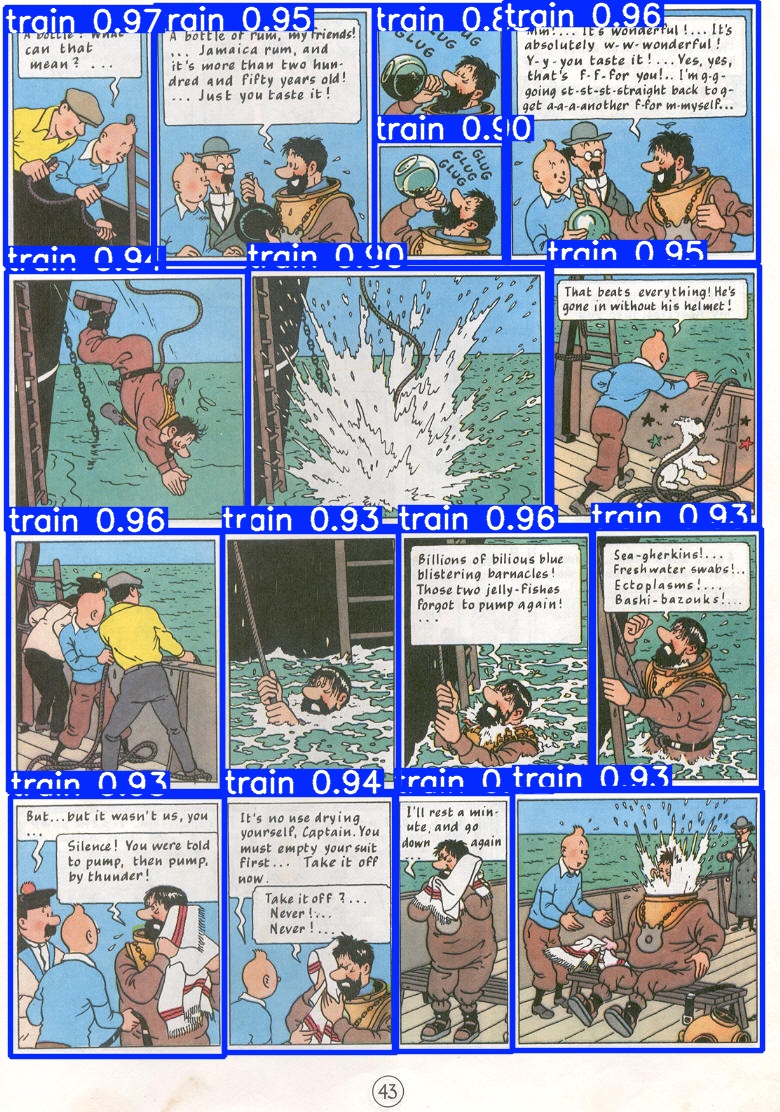 train 0.97
A bottle? What
can that
mean? ...
train 0.95
A bottle of rum, my friends!
... Jamaica rum, and
it's more than two hun-
dred and fifty years old!
... Just you taste it!
train 0.8
GLUG
GLUG
train 0.90
GLUG
GLUG
GLUG
train 0.96
Mm!... It's wonderful!... It's
absolutely w-w-wonderful!
Y-y-you taste it!... Yes, yes,
that's f-f-for you!.. I'm g-g-
going st-st-st-straight back to g-
get a-a-a-another f-for m-myself...
train 0.94
train 0.90
train 0.95
That beats everything! He's
gone in without his helmet!
train 0.96
train 0.93
train 0.96
Billions of bilious blue
blistering barnacles!
Those two jelly-fishes
forgot to pump again!
...
train 0.93
Sea-gherkins!...
Freshwater swabs!..
Ectoplasms!...
Bashi-bazouks!...
train 0.93
But...but it wasn't us, you
...
Silence! You were told
to pump, then pump,
by thunder!
train 0.94
It's no use drying
yourself, Captain. You
must empty your suit
first... Take it off
now.
Take it off?...
Never!...
Never!...
train 0
I'll rest a min-
ute, and go
down again
...
train 0.93
43